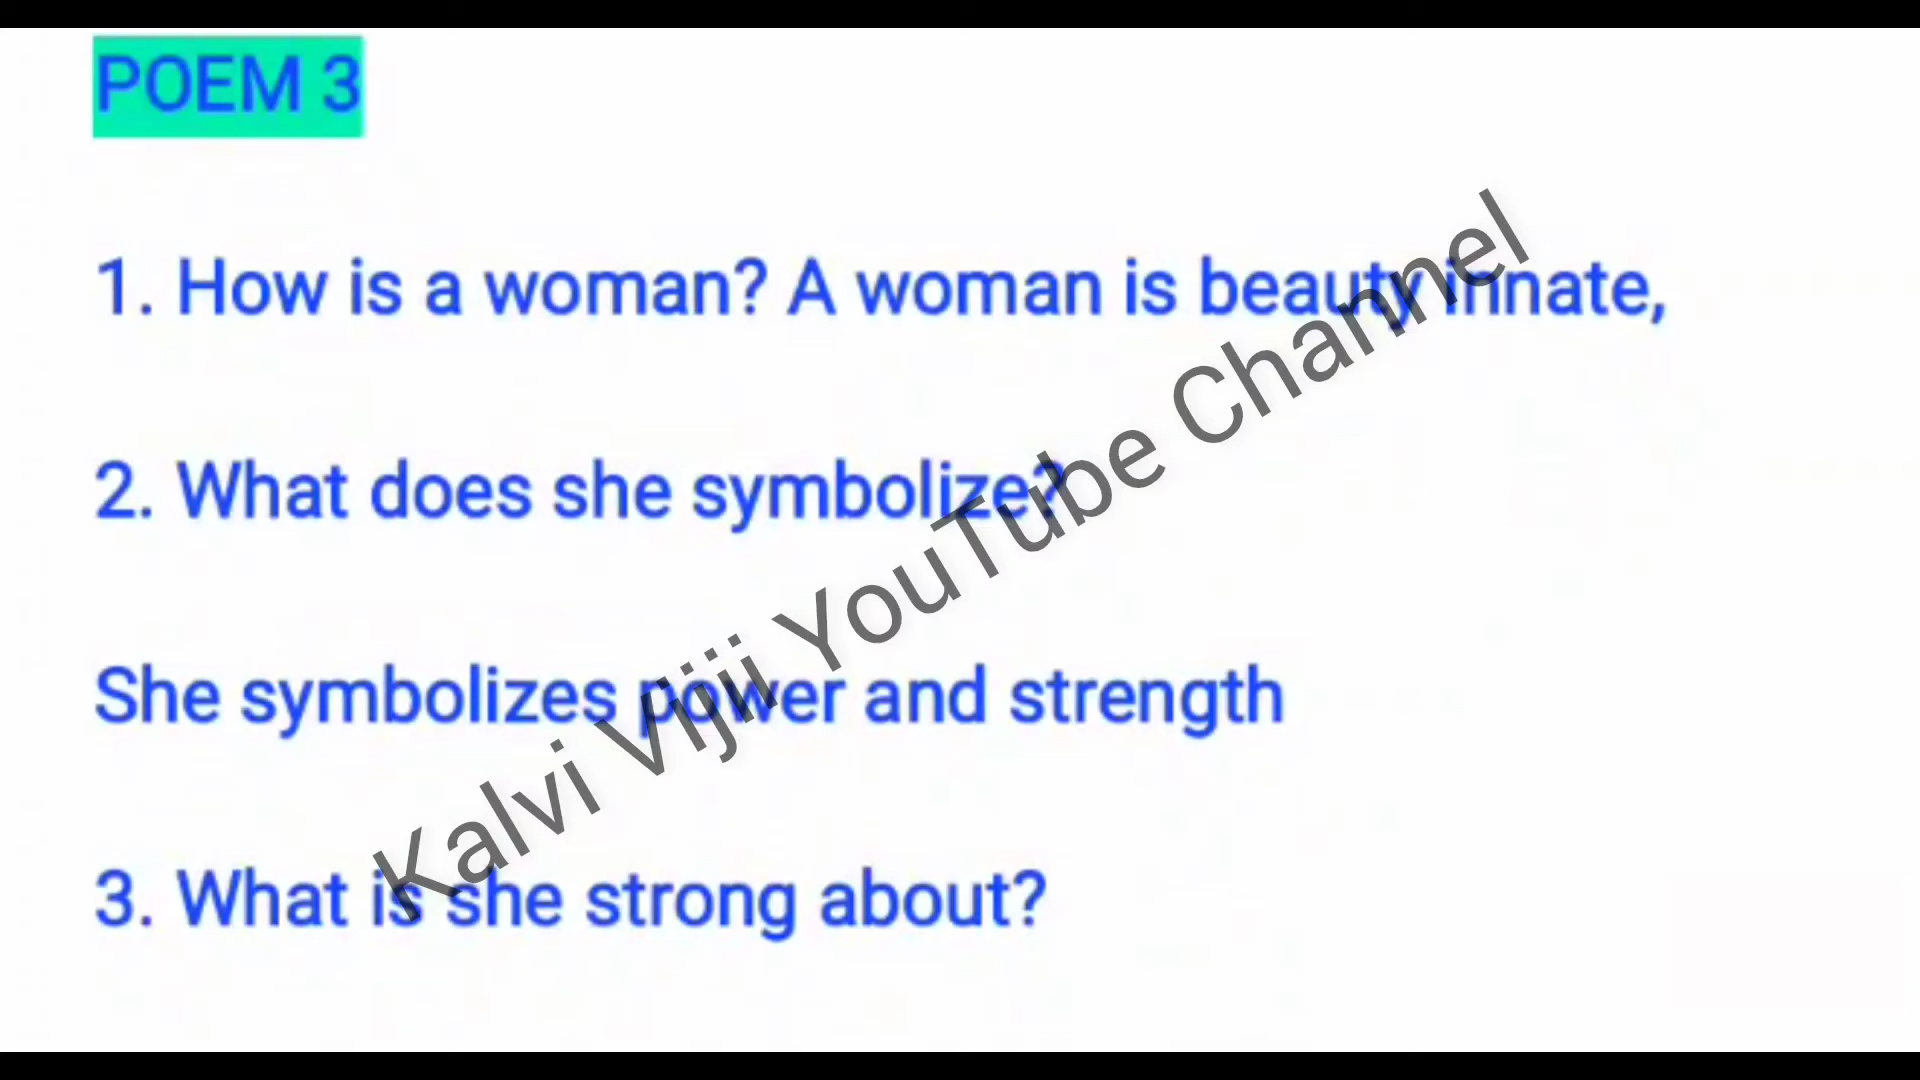 POEM 3
1. How is a woman? A woman is beauty innate,
2. What does she symbolize?
She symbolizes power and strength
3. What is she strong about?
Kalvi Vijii YouTube Channel